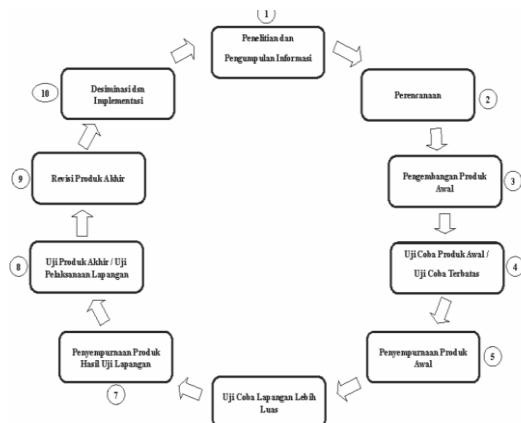 1
Penelitian dan
Pengumpulan Informasi
2
Perencanaan
3
Pengembangan Produk
Awal
4
Uji Coba Produk Awal /
Uji Coba Terbatas
5
Penyempurnaan Produk
Awal
Uji Coba Lapangan Lebih
Luas
7
Penyempurnaan Produk
Hasil Uji Lapangan
8
Uji Produk Akhir / Uji
Pelaksanaan Lapangan
9
Revisi Produk Akhir
10
Desiminasi dsn
Implementasi